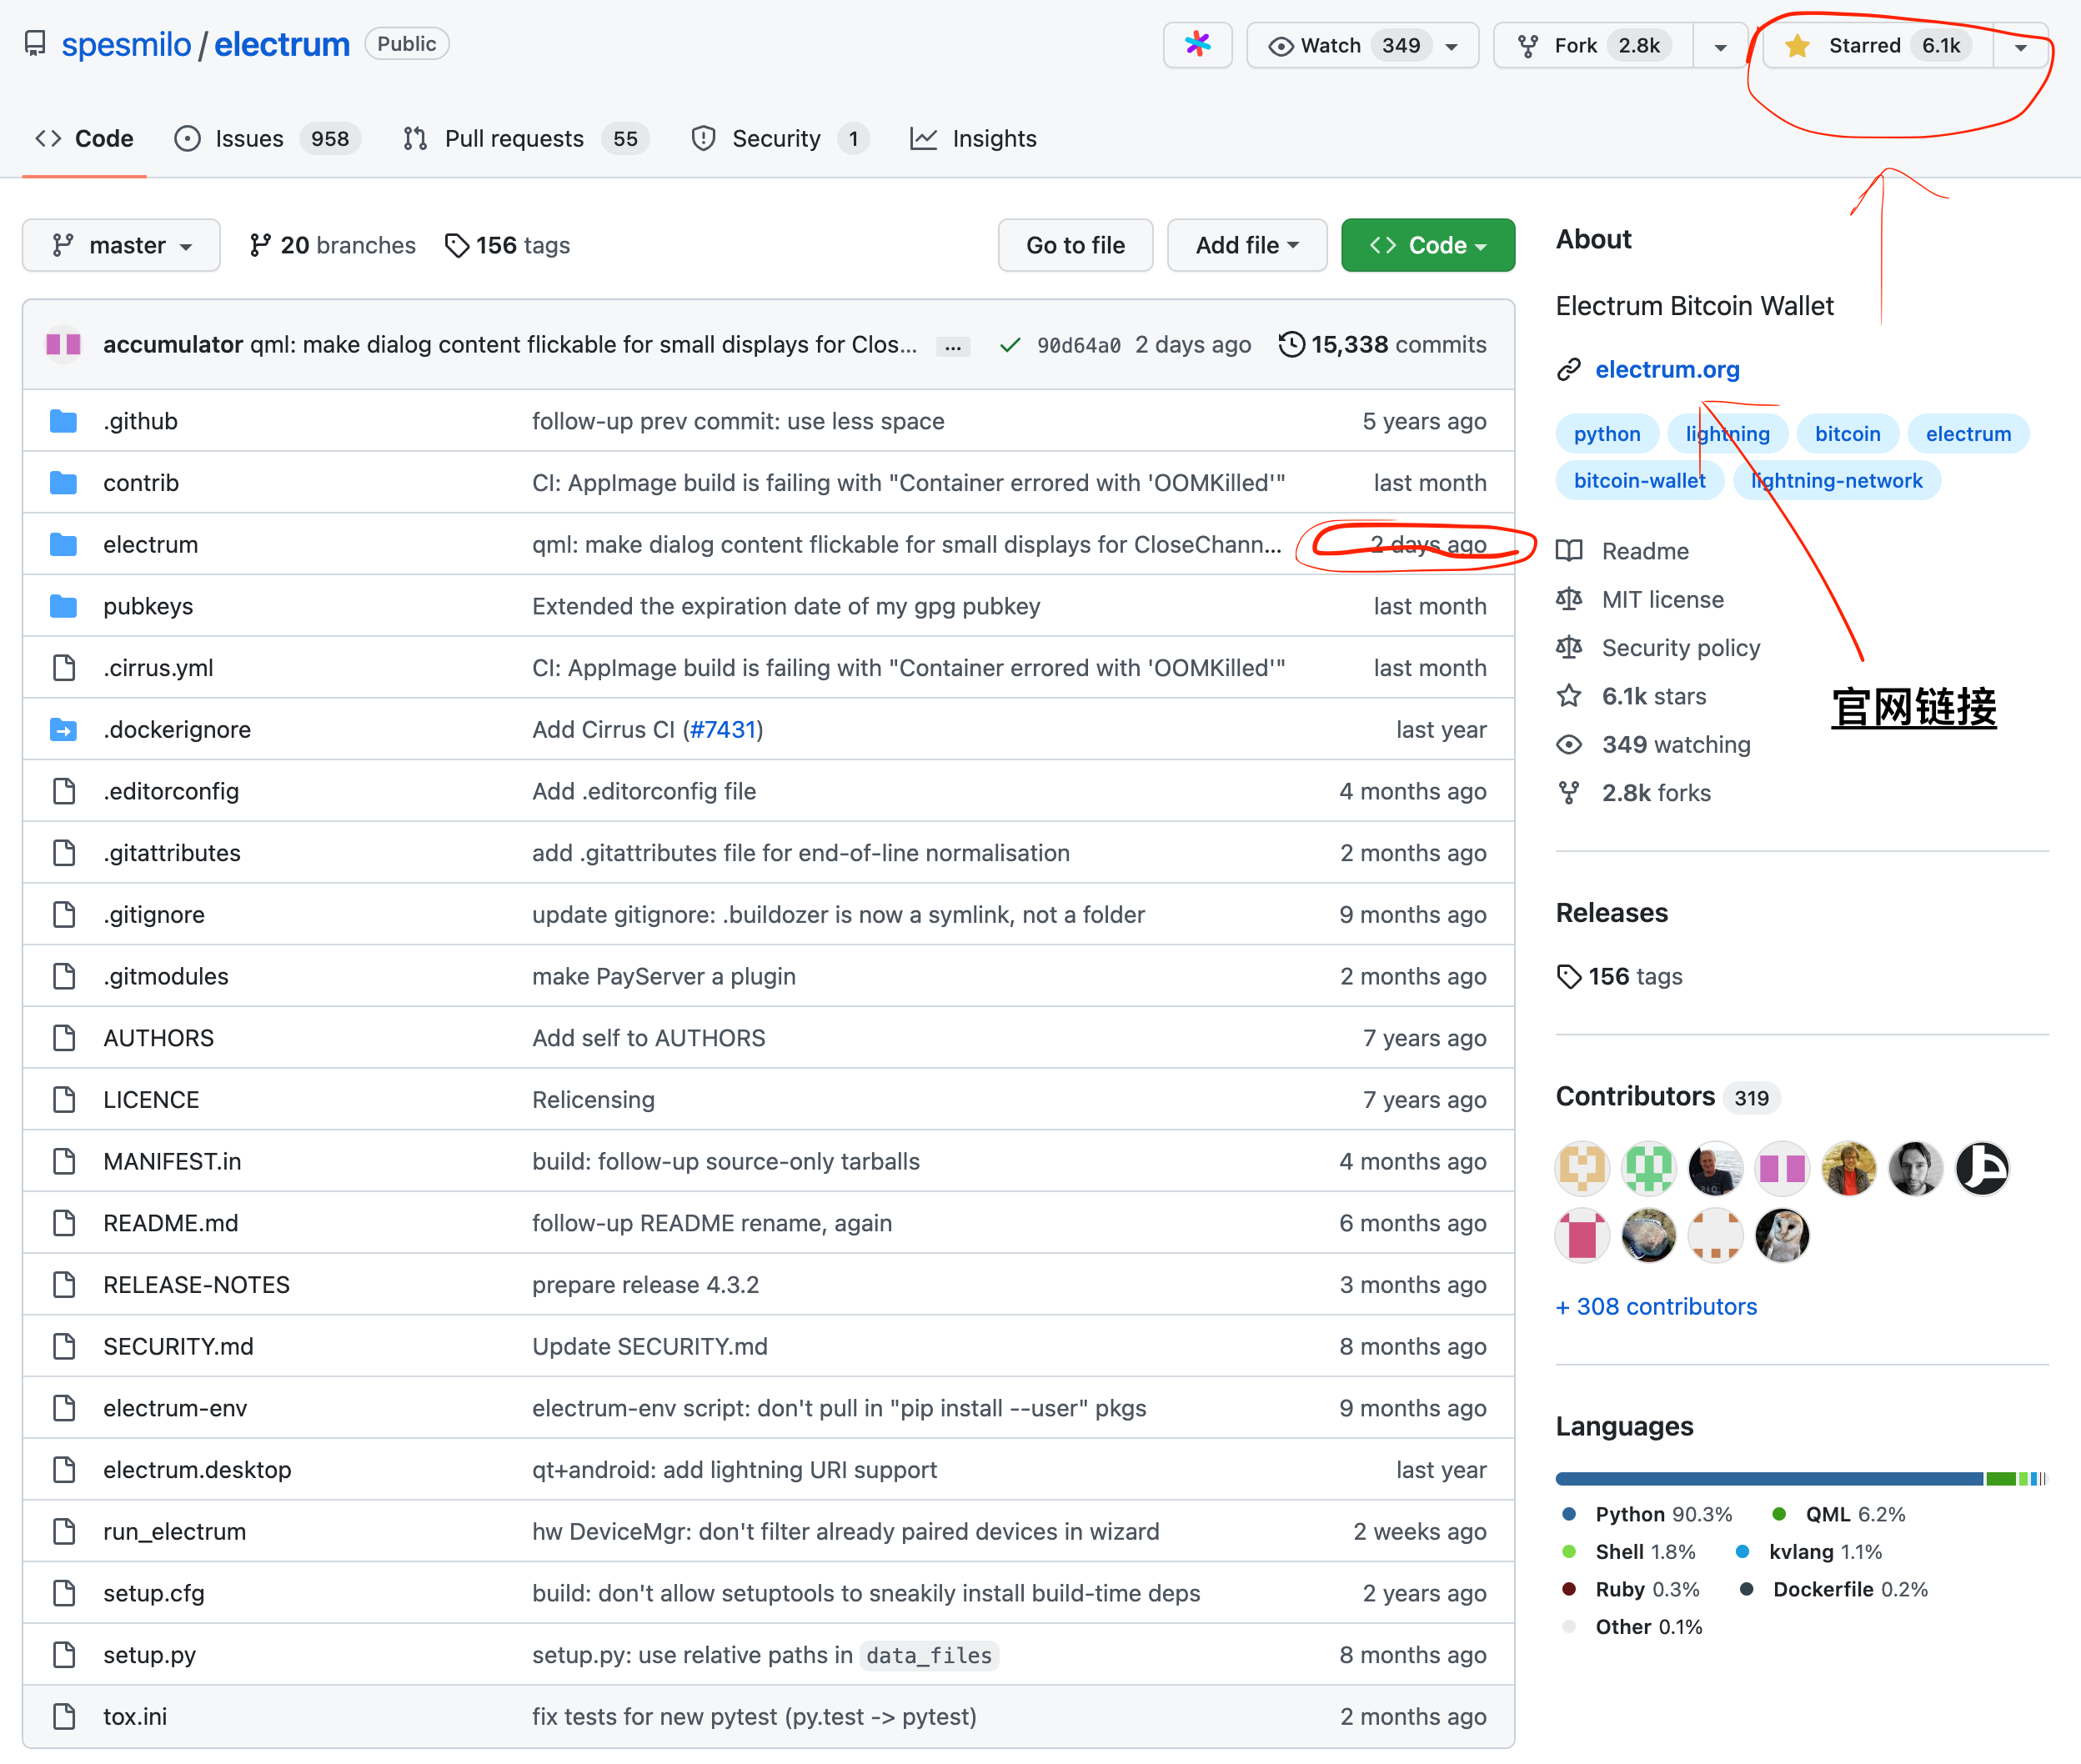 spesmilo / electrum Public
Watch 349
Fork 2.8k
Starred 6.1k
Code
Issues 958
Pull requests 55
Security 1
Insights
master
20 branches
156 tags
Go to file
Add file
Code
accumulator qml: make dialog content flickable for small displays for Clos... ... 90d64a0 2 days ago 15,338 commits
.github follow-up prev commit: use less space 5 years ago
contrib CI: AppImage build is failing with "Container errored with 'OOMKilled'" last month
electrum qml: make dialog content flickable for small displays for CloseChann... 2 days ago
pubkeys Extended the expiration date of my gpg pubkey last month
.cirrus.yml CI: AppImage build is failing with "Container errored with 'OOMKilled'" last month
.dockerignore Add Cirrus CI (#7431) last year
.editorconfig Add .editorconfig file 4 months ago
.gitattributes add .gitattributes file for end-of-line normalisation 2 months ago
.gitignore update gitignore: .buildozer is now a symlink, not a folder 9 months ago
.gitmodules make PayServer a plugin 2 months ago
AUTHORS Add self to AUTHORS 7 years ago
LICENCE Relicensing 7 years ago
MANIFEST.in build: follow-up source-only tarballs 4 months ago
README.md follow-up README rename, again 6 months ago
RELEASE-NOTES prepare release 4.3.2 3 months ago
SECURITY.md Update SECURITY.md 8 months ago
electrum-env electrum-env script: don't pull in "pip install --user" pkgs 9 months ago
electrum.desktop qt+android: add lightning URI support last year
run_electrum hw DeviceMgr: don't filter already paired devices in wizard 2 weeks ago
setup.cfg build: don't allow setuptools to sneakily install build-time deps 2 years ago
setup.py setup.py: use relative paths in data_files 8 months ago
tox.ini fix tests for new pytest (py.test -> pytest) 2 months ago
About
Electrum Bitcoin Wallet
electrum.org
python lightning bitcoin electrum
bitcoin-wallet lightning-network
Readme
MIT license
Security policy
6.1k stars
官网链接
349 watching
2.8k forks
Releases
156 tags
Contributors 319
+ 308 contributors
Languages
Python 90.3% QML 6.2%
Shell 1.8% kvlang 1.1%
Ruby 0.3% Dockerfile 0.2%
Other 0.1%